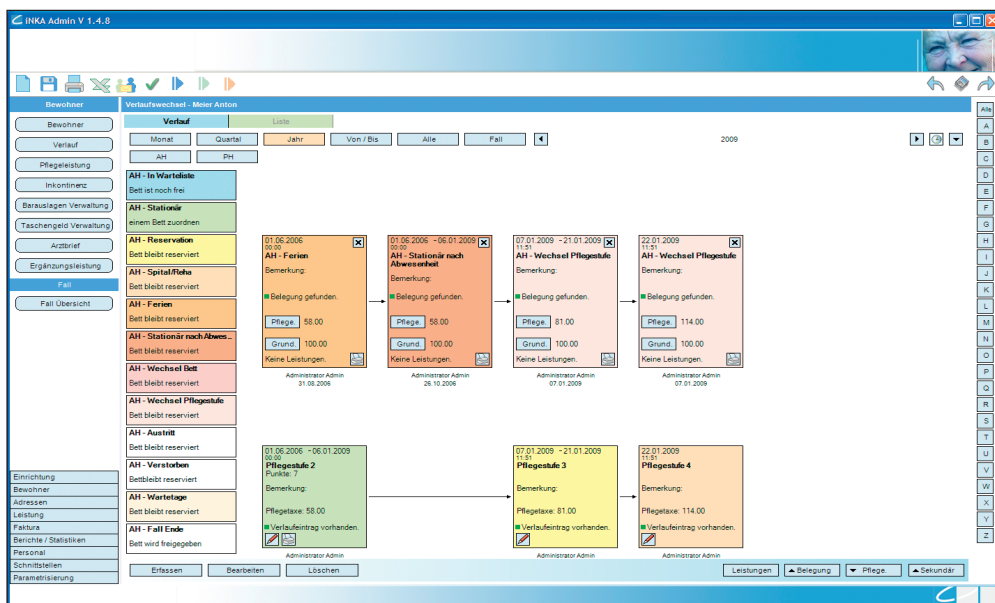 iNKA Admin V 1.4.8
Bewohner
Verlaufswechsel - Meier Anton
Alle
Bewohner
Verlauf
Pflegeleistung
Inkontinenz
Barauslagen Verwaltung
Taschengeld Verwaltung
Arztbrief
Ergänzungsleistung
Fall
Fall Übersicht
Einrichtung
Bewohner
Adressen
Leistung
Faktura
Berichte / Statistiken
Personal
Schnittstellen
Parametrisierung
Verlauf
Liste
Monat
Quartal
Jahr
Von / Bis
Alle
Fall
2009
AH
PH
AH - In Warteliste
Bett ist noch frei
AH - Stationär
einem Bett zuordnen
AH - Reservation
Bett bleibt reserviert
AH - Spital/Reha
Bett bleibt reserviert
AH - Ferien
Bett bleibt reserviert
AH - Stationär nach Abwes...
Bett bleibt reserviert
AH - Wechsel Bett
Bett bleibt reserviert
AH - Wechsel Pflegestufe
Bett bleibt reserviert
AH - Austritt
Bett bleibt reserviert
AH - Verstorben
Bettbleibt reserviert
AH - Wartetage
Bett bleibt reserviert
AH - Fall Ende
Bett wird freigegeben
01.06.2006
00:00
AH - Ferien
Bemerkung:
Belegung gefunden.
Pflege. 58.00
Grund. 100.00
Keine Leistungen.
Administrator Admin
31.08.2006
01.06.2006 - 06.01.2009
00:00
AH - Stationär nach
Abwesenheit
Bemerkung:
Belegung gefunden.
Pflege. 58.00
Grund. 100.00
Keine Leistungen.
Administrator Admin
26.10.2006
07.01.2009 - 21.01.2009
11:51
AH - Wechsel Pflegestufe
Bemerkung:
Belegung gefunden.
Pflege. 81.00
Grund. 100.00
Keine Leistungen.
Administrator Admin
07.01.2009
22.01.2009
11:51
AH - Wechsel Pflegestufe
Bemerkung:
Belegung gefunden.
Pflege. 114.00
Grund. 100.00
Keine Leistungen.
Administrator Admin
07.01.2009
01.06.2006 - 06.01.2009
00:00
Pflegestufe 2
Punkte: 7
Bemerkung:
Pflegetaxe: 58.00
Verlaufeintrag vorhanden.
Administrator Admin
07.01.2009 - 21.01.2009
11:51
Pflegestufe 3
Bemerkung:
Pflegetaxe: 81.00
Verlaufeintrag vorhanden.
Administrator Admin
22.01.2009
11:51
Pflegestufe 4
Bemerkung:
Pflegetaxe: 114.00
Verlaufeintrag vorhanden.
Administrator Admin
Erfassen
Bearbeiten
Löschen
Leistungen
Belegung
Pflege.
Sekundär
A
B
C
D
E
F
G
H
I
J
K
L
M
N
O
P
Q
R
S
T
U
V
W
X
Y
Z